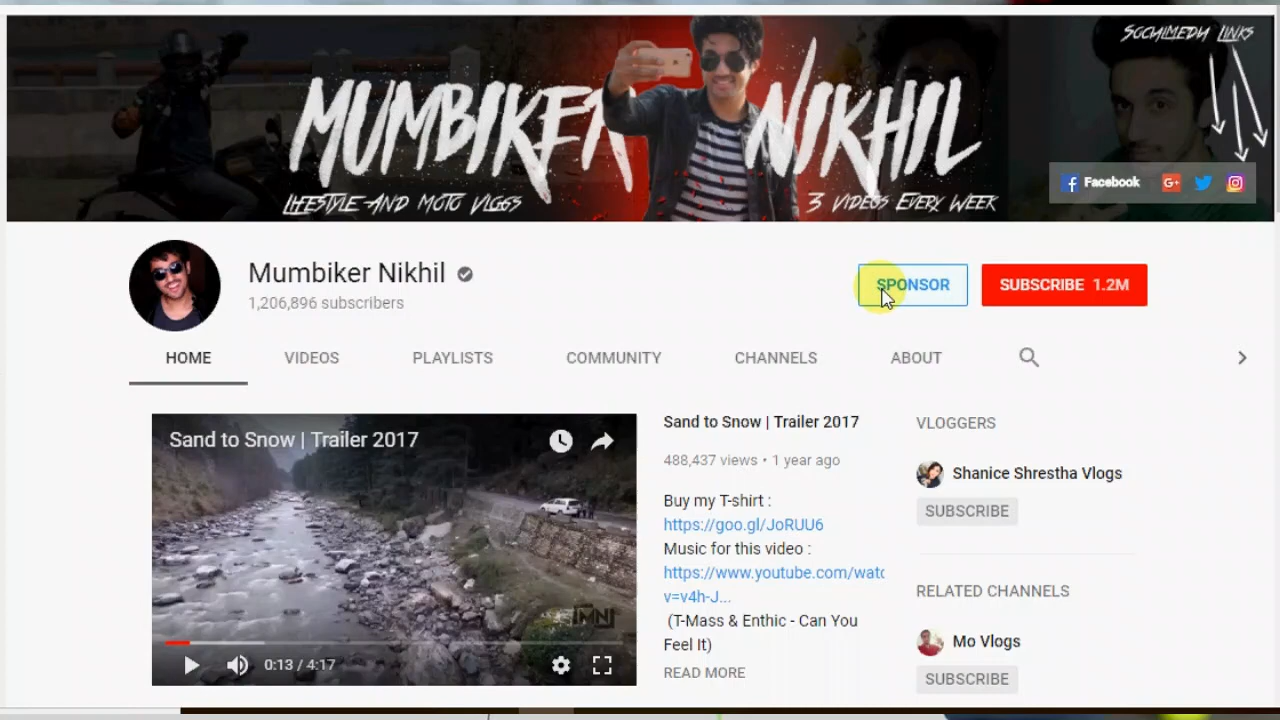 SOCIALMEDIA LINKS
MUMBIKER NIKHIL
Facebook
LIFESTYLE AND MOTO VLOGS
3 VIDEOS EVERY WEEK
Mumbiker Nikhil
1,206,896 subscribers
SPONSOR
SUBSCRIBE 1.2M
HOME VIDEOS PLAYLISTS COMMUNITY CHANNELS ABOUT
Sand to Snow | Trailer 2017
IMNI
0:13 / 4:17
Sand to Snow | Trailer 2017
488,437 views • 1 year ago
Buy my T-shirt :
https://goo.gl/JoRUU6
Music for this video :
https://www.youtube.com/watc
v=v4h-J...
(T-Mass & Enthic - Can You
Feel It)
READ MORE
VLOGGERS
Shanice Shrestha Vlogs
SUBSCRIBE
RELATED CHANNELS
Mo Vlogs
SUBSCRIBE